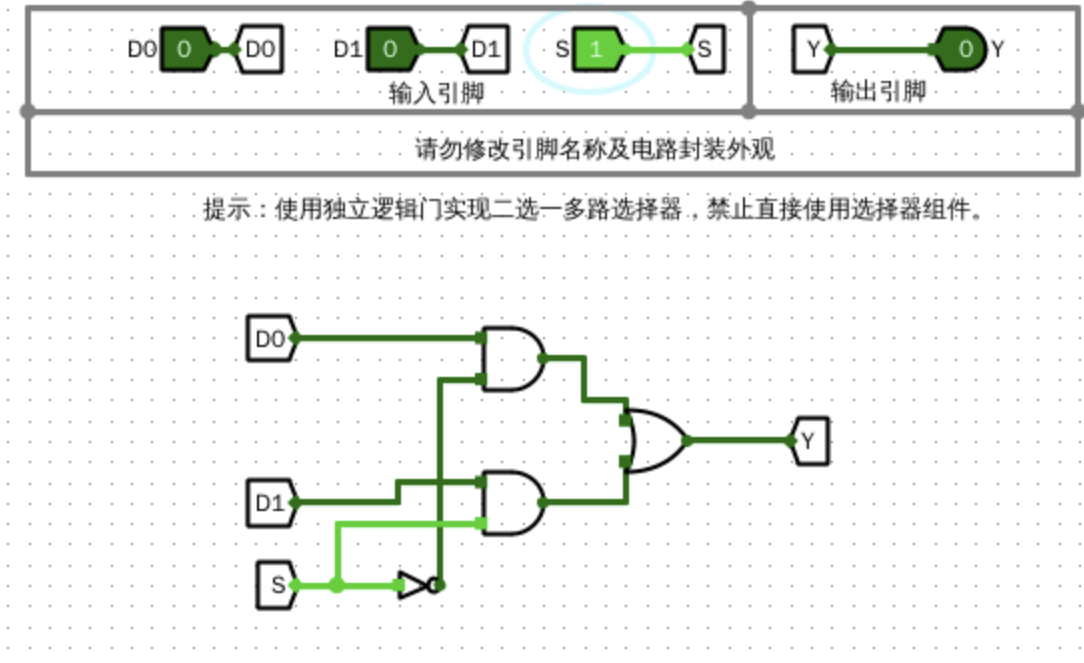 D0 0 D0 D1 0 D1 S 1 S Y 0 Y
输入引脚 输出引脚
请勿修改引脚名称及电路封装外观
提示：使用独立逻辑门实现二选一多路选择器，禁止直接使用选择器组件。
D0
Y
D1
S